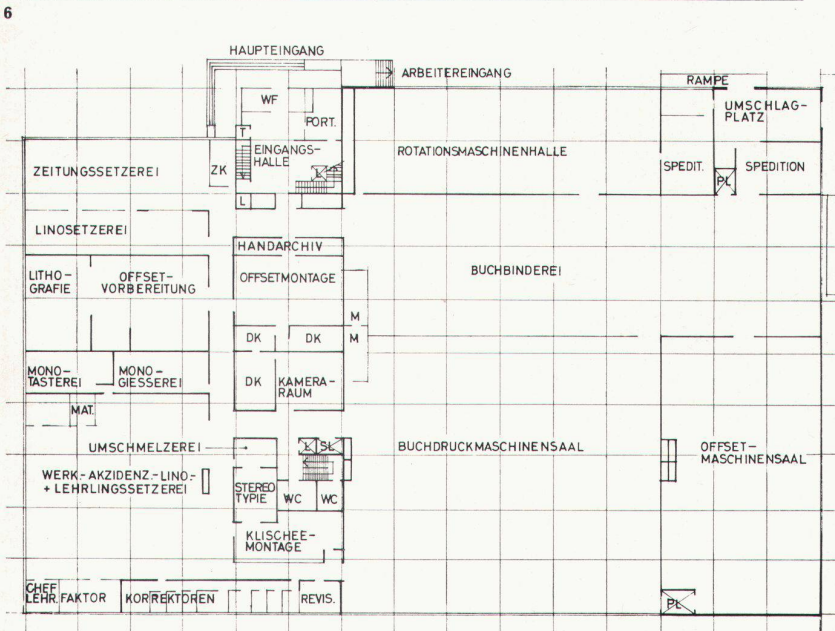 6
HAUPTEINGANG
ARBEITEREINGANG
RAMPE
WF
PORT.
UMSCHLAG-
PLATZ
T
EINGANGS-
HALLE
ROTATIONSMASCHINENHALLE
ZEITUNGSSETZEREI
ZK
L
SPEDIT.
SPEDITION
PL
L
LINOSETZEREI
HANDARCHIV
LITHO-
GRAFIE
OFFSET-
VORBEREITUNG
OFFSETMONTAGE
BUCHBINDEREI
M
DK
DK
M
MONO-
TASTEREI
MONO-
GIESSEREI
DK
KAMERA-
RAUM
MAT.
UMSCHMELZEREI
L
SL
BUCHDRUCKMASCHINENSAAL
OFFSET-
MASCHINENSAAL
WERK-AKZIDENZ-LINO-
+ LEHRLINGSSETZEREI
STEREO
TYPIE
WC
WC
KLISCHEE-
MONTAGE
CHEF
LEHR.
FAKTOR
KORREKTOREN
REVIS.
PL